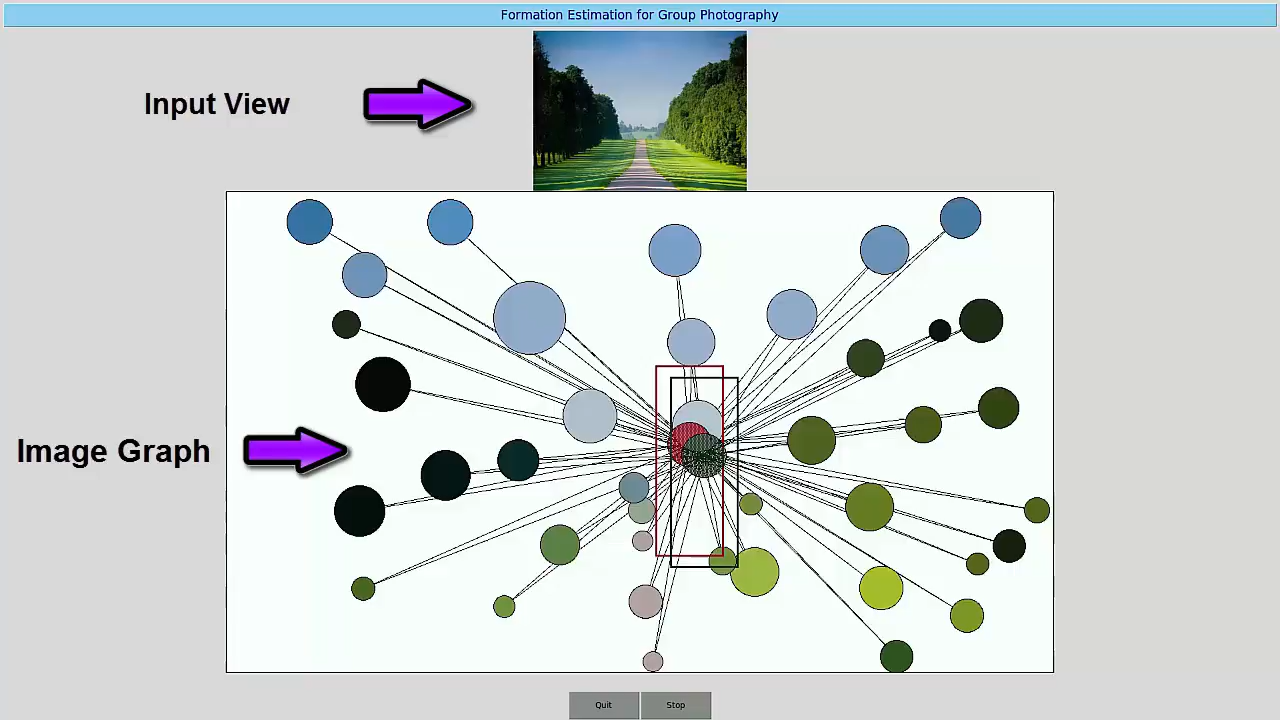 Formation Estimation for Group Photography
Input View
Image Graph
Quit
Stop